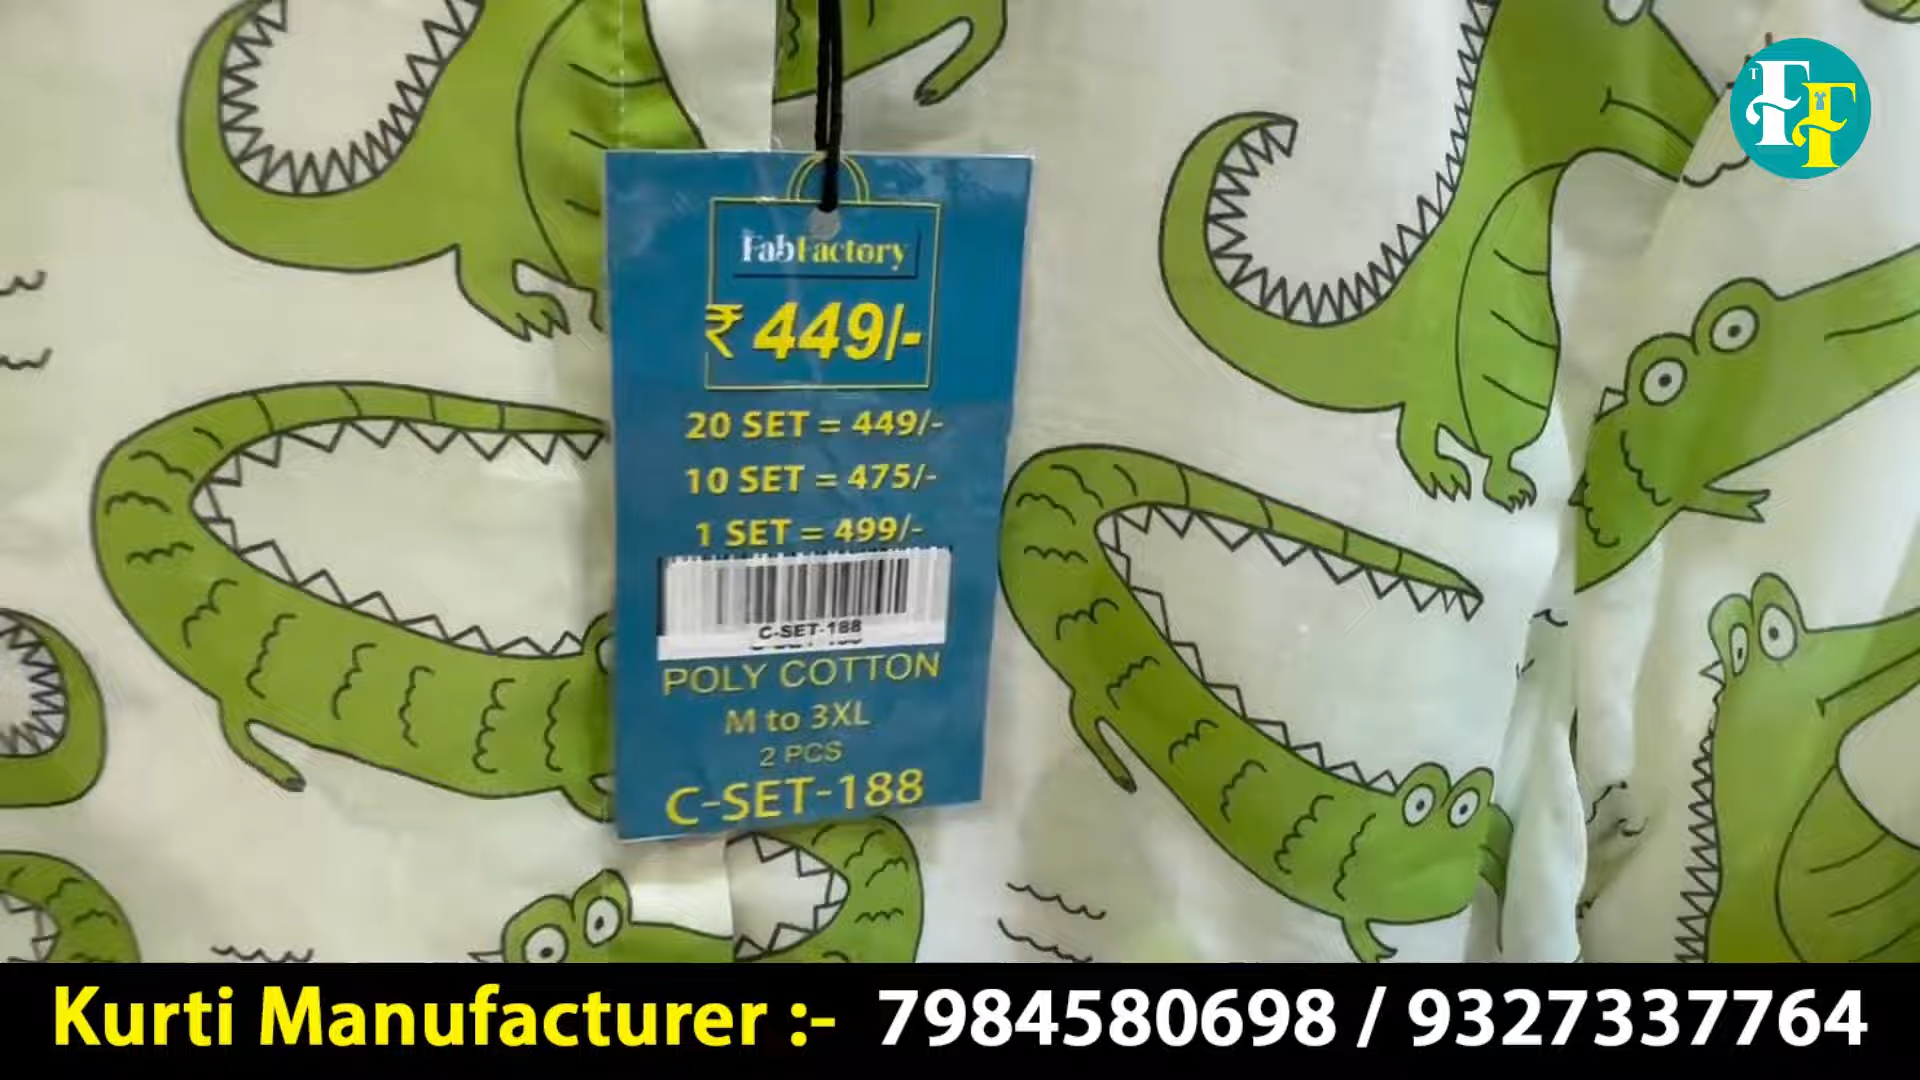 T F F
FabFactory
₹ 449/-
20 SET = 449/-
10 SET = 475/-
1 SET = 499/-
C-SET-188
POLY COTTON
M to 3XL
2 PCS
C-SET-188
Kurti Manufacturer :- 7984580698 / 9327337764